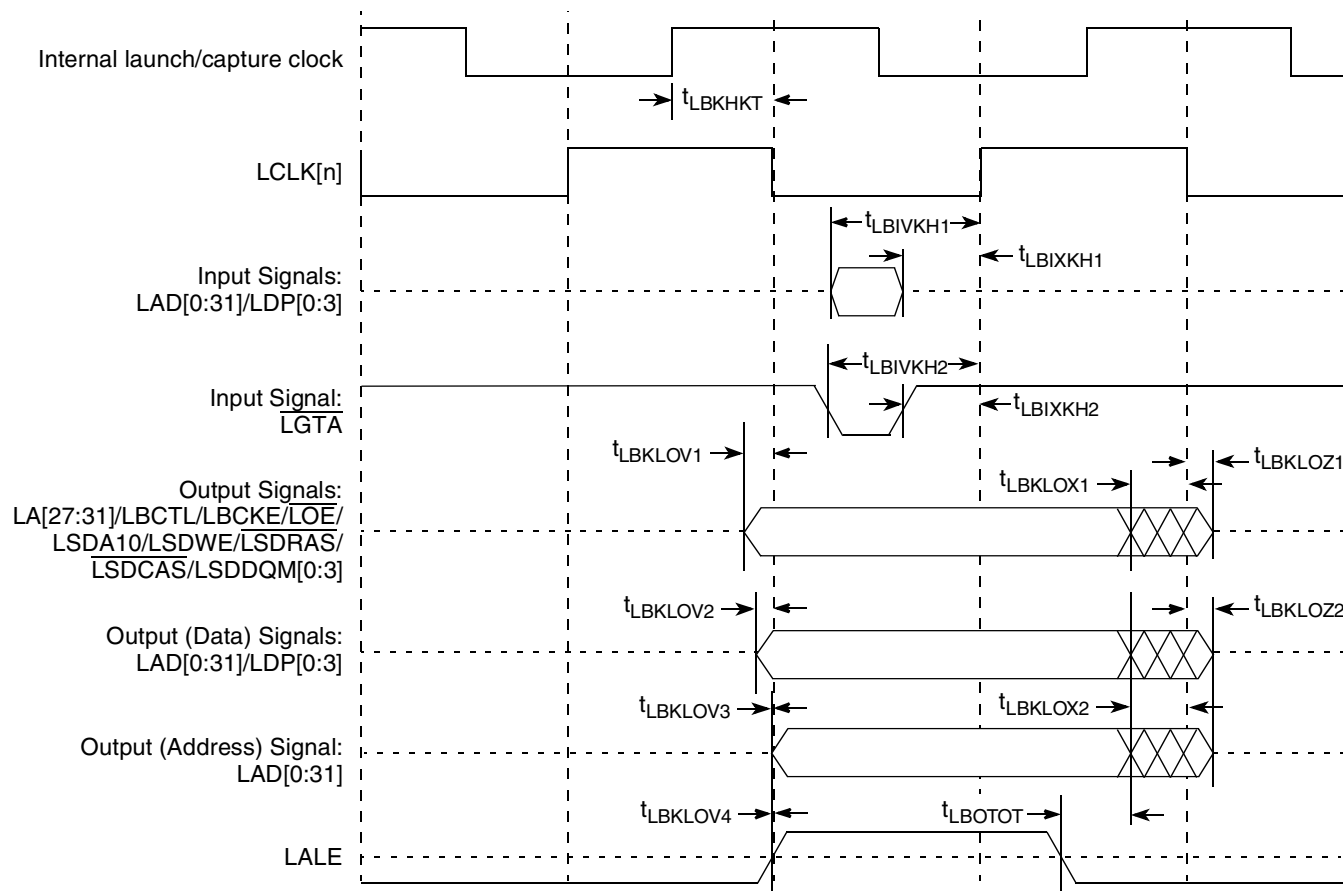 Internal launch/capture clock
tLBKHKT
LCLK[n]
tLBIVKH1
tLBIXKH1
Input Signals:
LAD[0:31]/LDP[0:3]
tLBIVKH2
Input Signal:
LGTA
tLBIXKH2
tLBKLOV1
tLBKLOZ1
tLBKLOX1
Output Signals:
LA[27:31]/LBCTL/LBCKE/LOE/
LSDA10/LSDWE/LSDRAS/
LSDCAS/LSDDQM[0:3]
tLBKLOV2
tLBKLOZ2
Output (Data) Signals:
LAD[0:31]/LDP[0:3]
tLBKLOV3
tLBKLOX2
Output (Address) Signal:
LAD[0:31]
tLBKLOV4
tLBOTOT
LALE